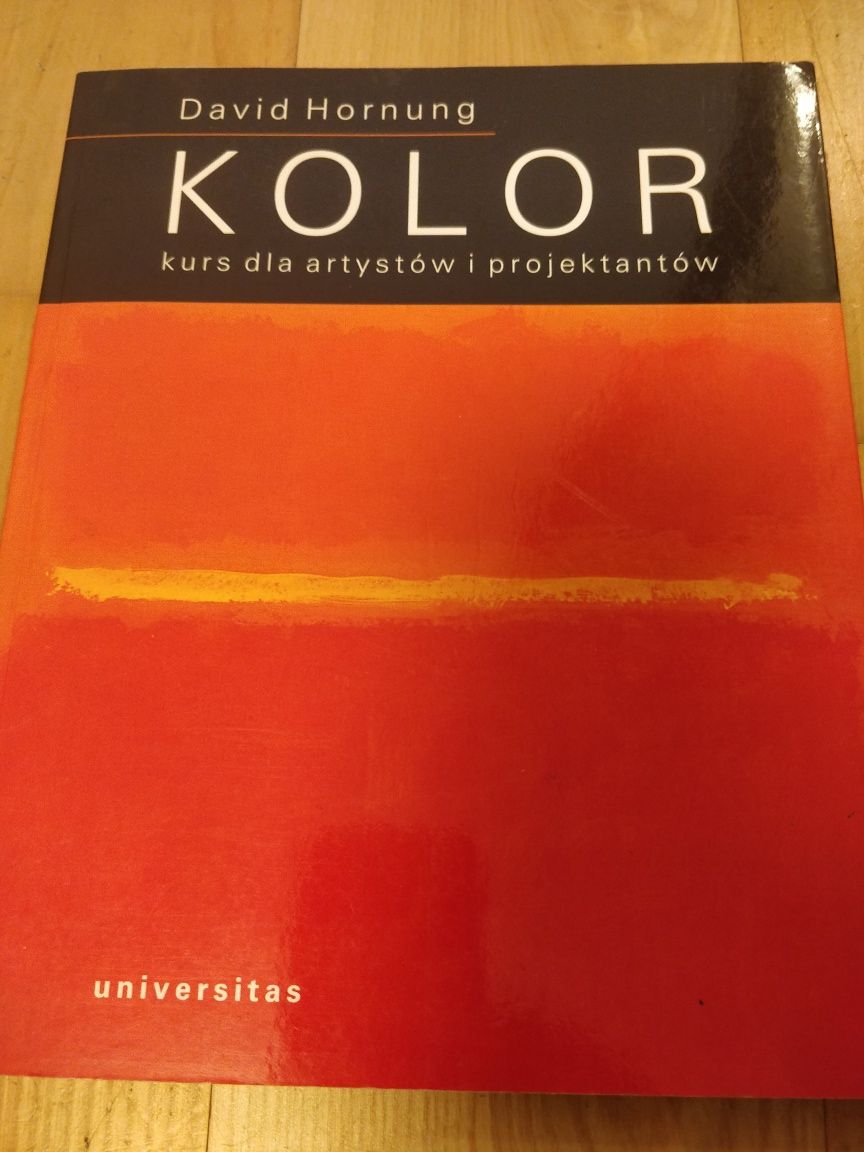 David Hornung
KOLOR
kurs dla artystów i projektantów
universitas